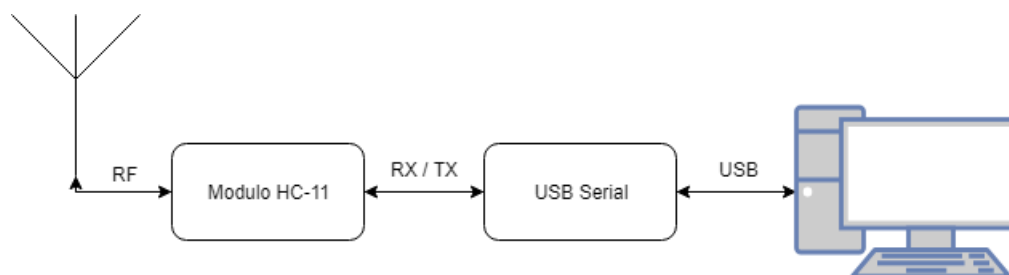 RF
Modulo HC-11
RX / TX
USB Serial
USB